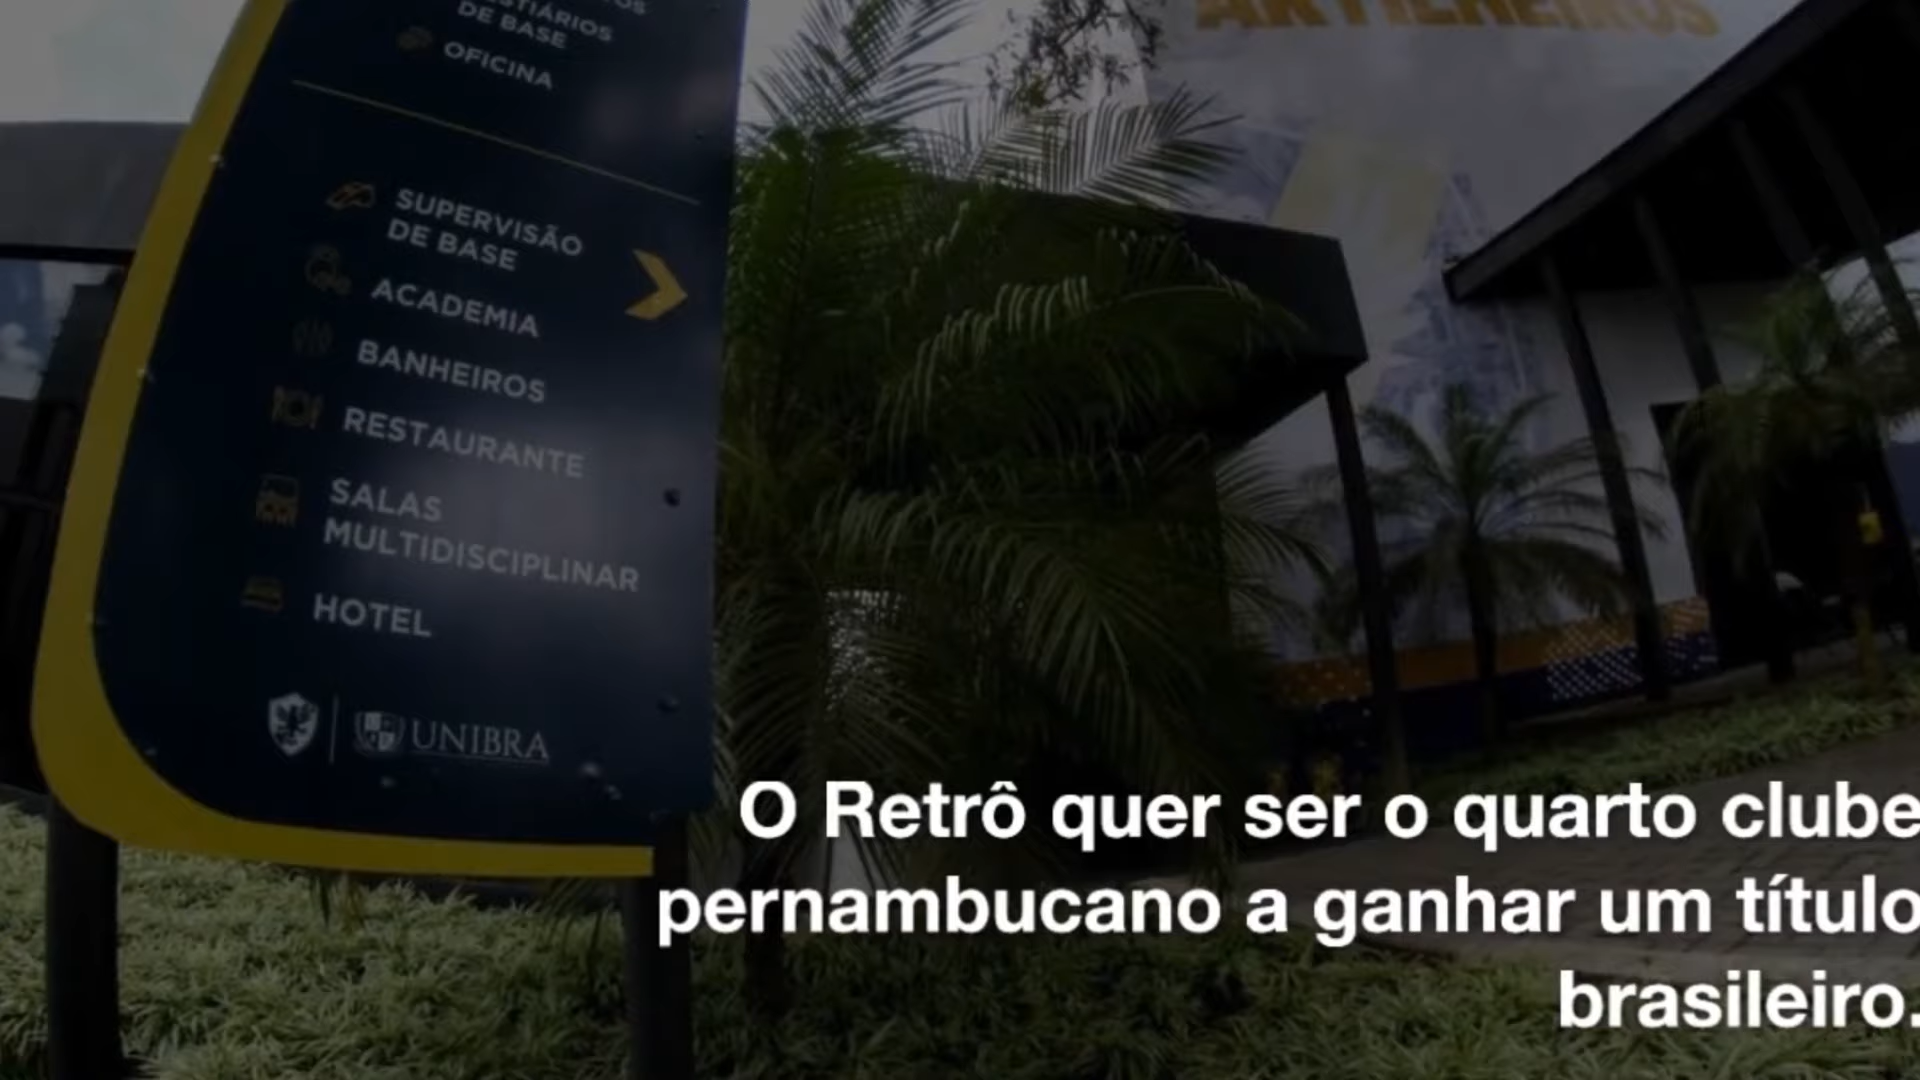 DE BASE
OFICINA
SUPERVISÃO
DE BASE
ACADEMIA
BANHEIROS
RESTAURANTE
SALAS
MULTIDISCIPLINAR
HOTEL
UNIBRA
ARTILHEIROS
O Retrô quer ser o quarto clube
pernambucano a ganhar um título
brasileiro.